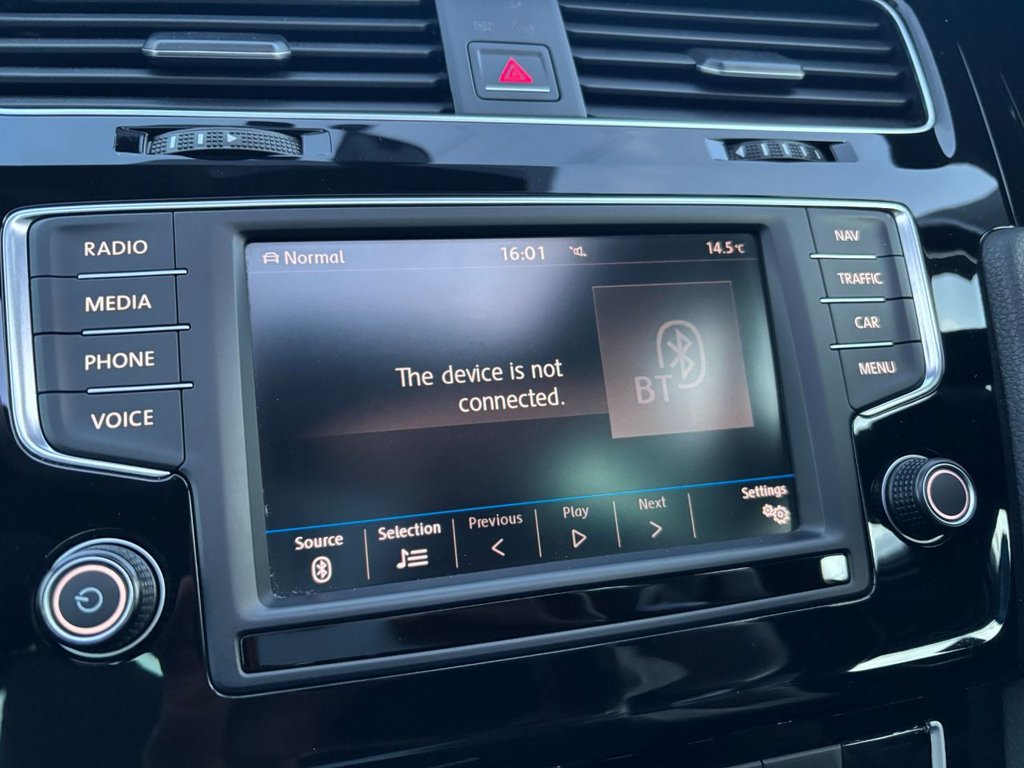 RADIO
MEDIA
PHONE
VOICE
Normal 16:01 14.5°C
The device is not
connected.
BT
Source Selection Previous Play Next Settings
NAV
TRAFFIC
CAR
MENU